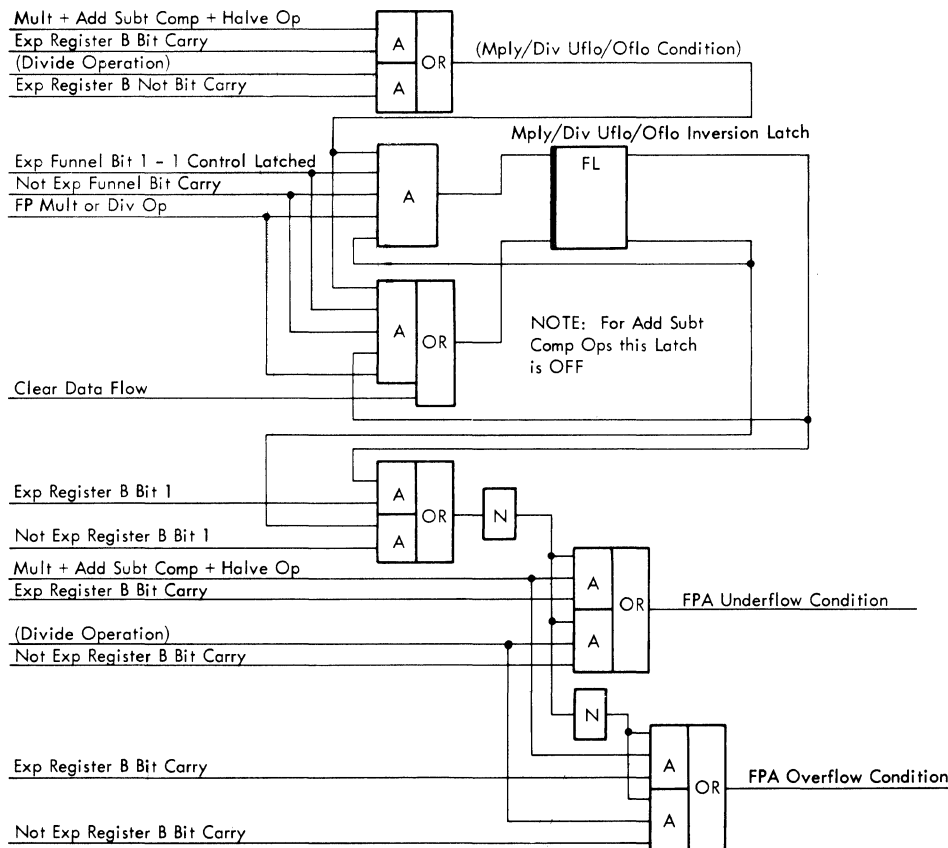 Mult + Add Subt Comp + Halve Op
Exp Register B Bit Carry
(Divide Operation)
Exp Register B Not Bit Carry
A
A
OR
(Mply/Div Uflo/Oflo Condition)
Mply/Div Uflo/Oflo Inversion Latch
FL
Exp Funnel Bit 1 - 1 Control Latched
Not Exp Funnel Bit Carry
FP Mult or Div Op
A
A
OR
NOTE: For Add Subt
Comp Ops this Latch
is OFF
Clear Data Flow
Exp Register B Bit 1
Not Exp Register B Bit 1
A
A
OR
N
Mult + Add Subt Comp + Halve Op
Exp Register B Bit Carry
(Divide Operation)
Not Exp Register B Bit Carry
A
A
OR
FPA Underflow Condition
N
Exp Register B Bit Carry
Not Exp Register B Bit Carry
A
A
OR
FPA Overflow Condition